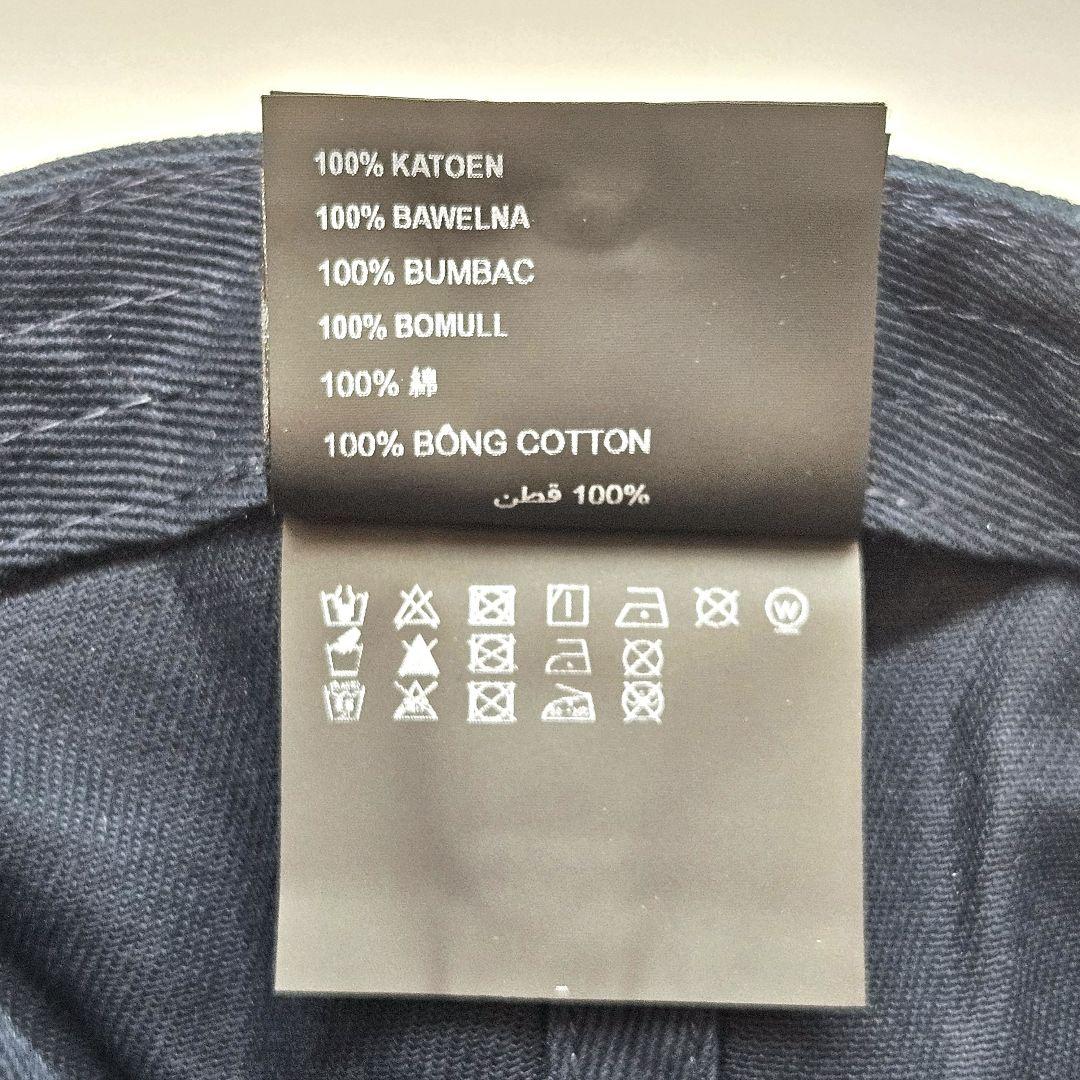 100% KATOEN
100% BAWELNA
100% BUMBAC
100% BOMULL
100% 綿
100% BÔNG COTTON
100% قطن
W